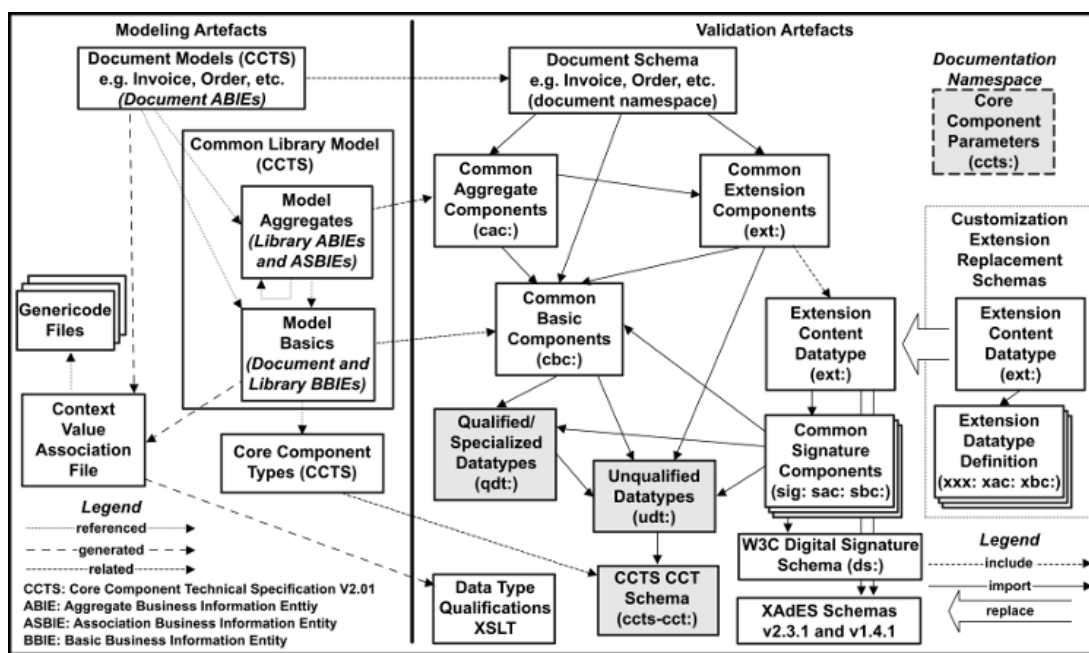 Modeling Artefacts
Document Models (CCTS)
e.g. Invoice, Order, etc.
(Document ABIEs)
Common Library Model
(CCTS)
Model
Aggregates
(Library ABIEs
and ASBIEs)
Model
Basics
(Document and
Library BBIEs)
Genericode
Files
Context
Value
Association
File
Core Component
Types (CCTS)
Legend
referenced
generated
related
CCTS: Core Component Technical Specification V2.01
ABIE: Aggregate Business Information Enttiy
ASBIE: Association Business Information Entity
BBIE: Basic Business Information Entity
Validation Artefacts
Document Schema
e.g. Invoice, Order, etc.
(document namespace)
Common
Aggregate
Components
(cac:)
Common
Extension
Components
(ext:)
Common
Basic
Components
(cbc:)
Extension
Content
Datatype
(ext:)
Qualified/
Specialized
Datatypes
(qdt:)
Unqualified
Datatypes
(udt:)
Common
Signature
Components
(sig: sac: sbc:)
W3C Digital Signature
Schema (ds:)
XAdES Schemas
v2.3.1 and v1.4.1
Data Type
Qualifications
XSLT
CCTS CCT
Schema
(ccts-cct:)
Documentation
Namespace
Core
Component
Parameters
(ccts:)
Customization
Extension
Replacement
Schemas
Extension
Content
Datatype
(ext:)
Extension
Datatype
Definition
(xxx: xac: xbc:)
Legend
include
import
replace